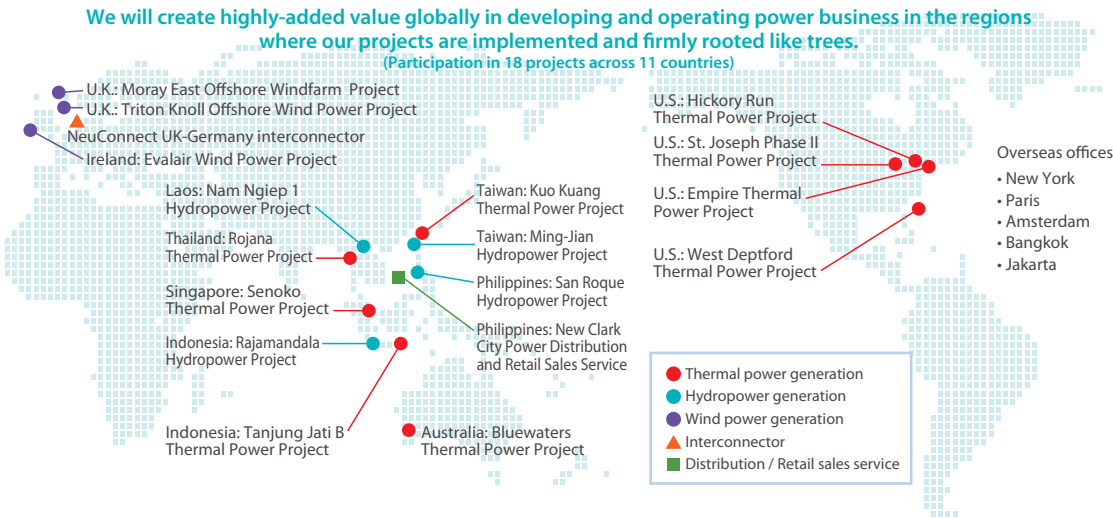 We will create highly-added value globally in developing and operating power business in the regions
where our projects are implemented and firmly rooted like trees.
(Participation in 18 projects across 11 countries)
U.K.: Moray East Offshore Windfarm Project
U.K.: Triton Knoll Offshore Wind Power Project
NeuConnect UK-Germany interconnector
Ireland: Evalair Wind Power Project
Laos: Nam Ngiep 1
Hydropower Project
Thailand: Rojana
Thermal Power Project
Singapore: Senoko
Thermal Power Project
Indonesia: Rajamandala
Hydropower Project
Indonesia: Tanjung Jati B
Thermal Power Project
Taiwan: Kuo Kuang
Thermal Power Project
Taiwan: Ming-Jian
Hydropower Project
Philippines: San Roque
Hydropower Project
Philippines: New Clark
City Power Distribution
and Retail Sales Service
Australia: Bluewaters
Thermal Power Project
U.S.: Hickory Run
Thermal Power Project
U.S.: St. Joseph Phase II
Thermal Power Project
U.S.: Empire Thermal
Power Project
U.S.: West Deptford
Thermal Power Project
Overseas offices
• New York
• Paris
• Amsterdam
• Bangkok
• Jakarta
Thermal power generation
Hydropower generation
Wind power generation
Interconnector
Distribution / Retail sales service